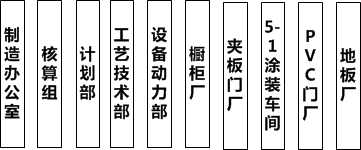 制造办公室
核算组
计划部
工艺技术部
设备动力部
橱柜厂
夹板门厂
5-1涂装车间
PVC门厂
地板厂